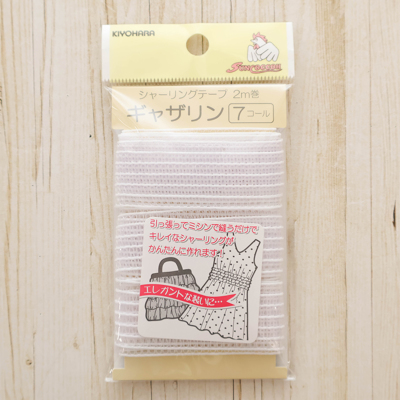 KIYOHARA
シャーリングテープ 2m巻
ギャザリン 7コール
引っ張ってミシンで縫うだけで
キレイなシャーリングが
かんたんに作れます!
エレガントな装いに…